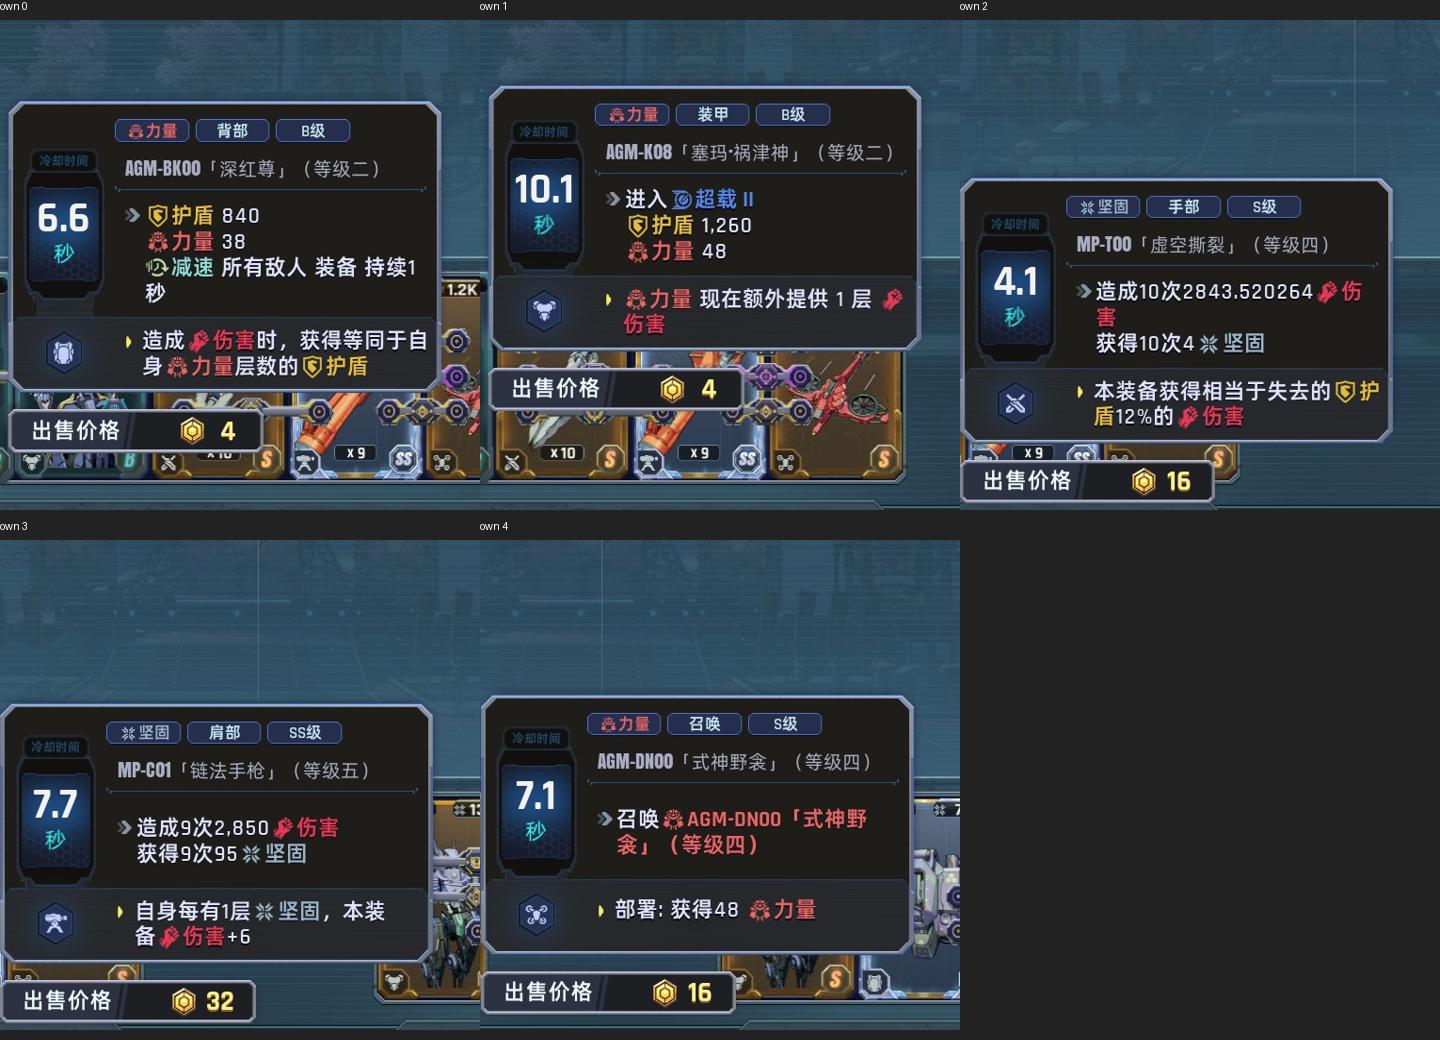 own 0
力量 背部 B级
冷却时间
AGM-BK00「深红尊」（等级二）
6.6
秒
护盾 840
力量 38
减速 所有敌人 装备 持续1
秒
造成 伤害时，获得等同于自
身 力量层数的 护盾
1.2K
出售价格 4
x10 S
x9 SS
B
own 1
力量 装甲 B级
冷却时间
AGM-K08「塞玛·祸津神」（等级二）
10.1
秒
进入 超载 II
护盾 1,260
力量 48
力量 现在额外提供 1 层
伤害
出售价格 4
x10 S
x9 SS
S
own 2
坚固 手部 S级
冷却时间
MP-T00「虚空撕裂」（等级四）
4.1
秒
造成10次2843.520264 伤
害
获得10次4 坚固
本装备获得相当于失去的 护
盾12%的 伤害
x9 SS
S
出售价格 16
own 3
坚固 肩部 SS级
冷却时间
MP-C01「链法手枪」（等级五）
7.7
秒
造成9次2,850 伤害
获得9次95 坚固
自身每有1层 坚固，本装
备 伤害+6
出售价格 32
S
own 4
力量 召唤 S级
冷却时间
AGM-DN00「式神野衾」（等级四）
7.1
秒
召唤 AGM-DN00「式神野
衾」（等级四）
部署: 获得48 力量
出售价格 16
S